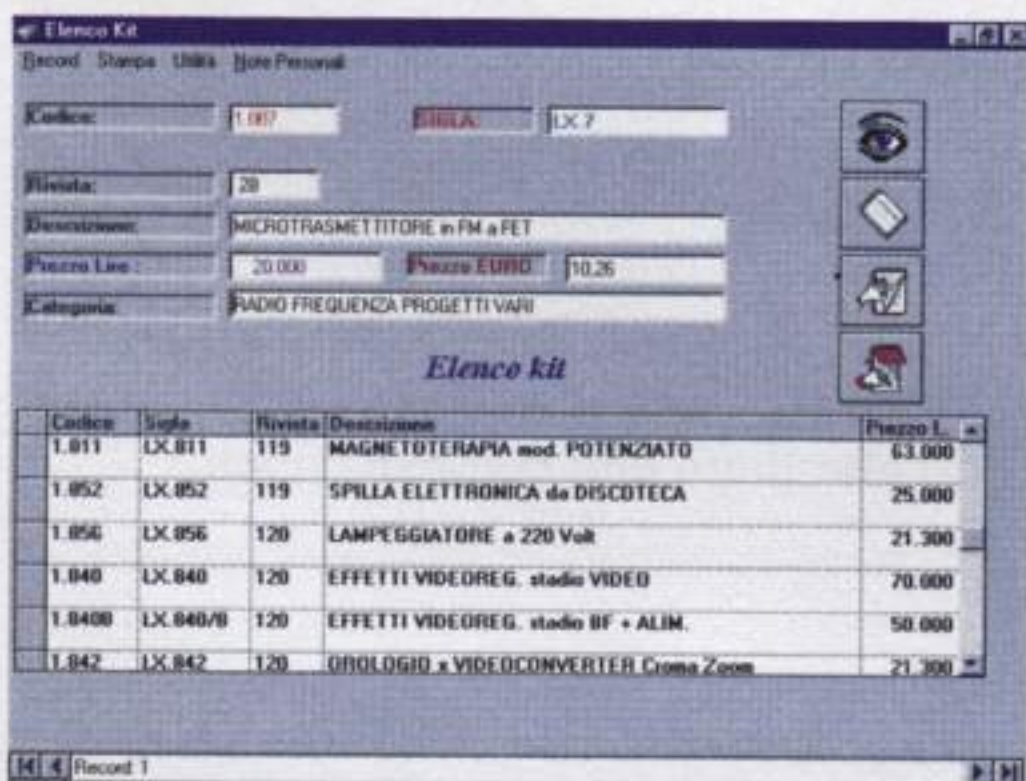 Elenco Kit
Record Stampa Utilità Note Personali
Codice: 1.007 SIGLA: LX 7
Rivista: 28
Descrizione: MICROTRASMETTITORE in FM a FET
Prezzo Lire : 20.000 Prezzo EURO 10,26
Categoria: RADIO FREQUENZA PROGETTI VARI
Elenco kit
Codice Sigla Rivista Descrizione Prezzo L.
1.811 LX.811 119 MAGNETOTERAPIA mod. POTENZIATO 63.000
1.852 LX.852 119 SPILLA ELETTRONICA da DISCOTECA 25.000
1.856 LX.856 120 LAMPEGGIATORE a 220 Volt 21.300
1.840 LX.840 120 EFFETTI VIDEOREG. stadio VIDEO 70.000
1.840B LX.840/B 120 EFFETTI VIDEOREG. stadio BF + ALIM. 50.000
1.842 LX.842 120 OROLOGIO x VIDEOCONVERTER Croma Zoom 21.300
Record 1